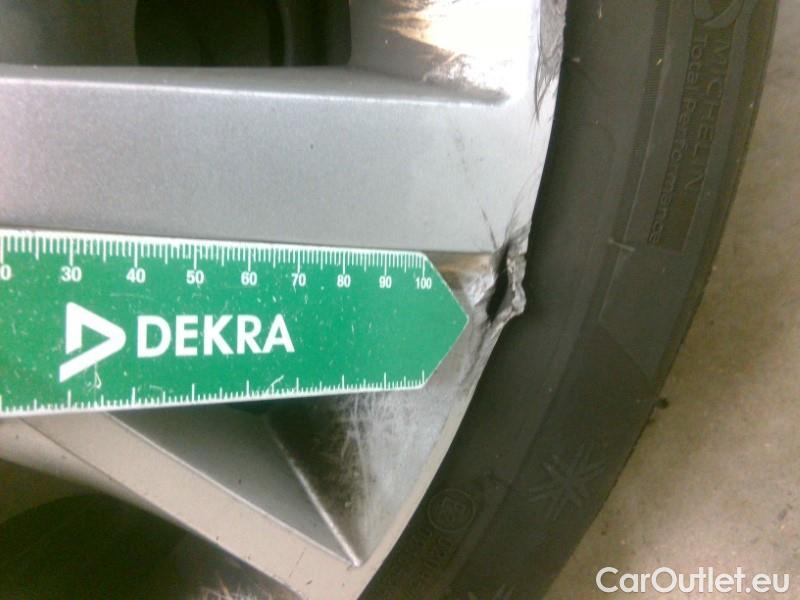 MICHELIN
Total Performance
30 40 50 60 70 80 90 100
DEKRA
CarOutlet.eu